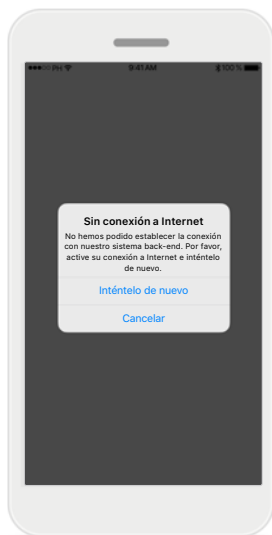 PH 9:41 AM 100 %
Sin conexión a Internet
No hemos podido establecer la conexión
con nuestro sistema back-end. Por favor,
active su conexión a Internet e inténtelo
de nuevo.
Inténtelo de nuevo
Cancelar